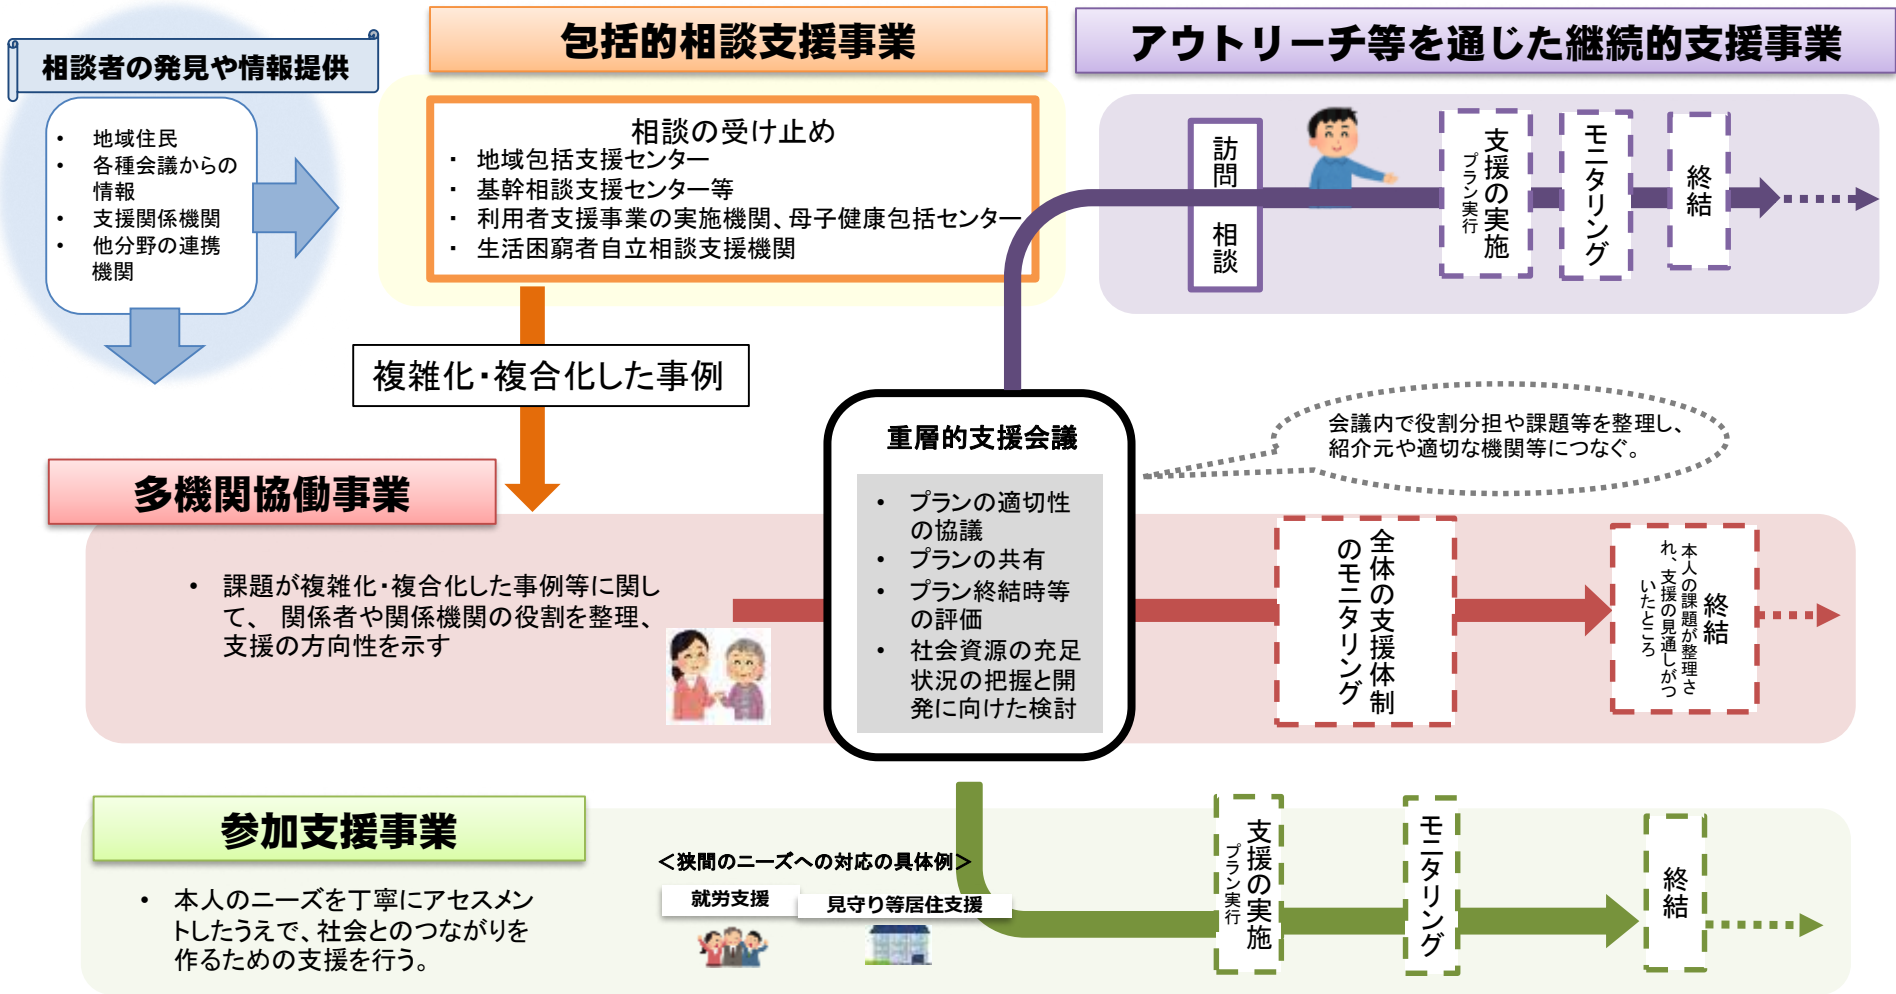 相談者の発見や情報提供
・ 地域住民
・ 各種会議からの
情報
・ 支援関係機関
・ 他分野の連携
機関
包括的相談支援事業
相談の受け止め
・ 地域包括支援センター
・ 基幹相談支援センター等
・ 利用者支援事業の実施機関、母子健康包括センター
・ 生活困窮者自立相談支援機関
アウトリーチ等を通じた継続的支援事業
訪問 相談
支援の実施
プラン実行
モニタリング
終結
複雑化・複合化した事例
重層的支援会議
• プランの適切性
の協議
• プランの共有
• プラン終結時等
の評価
• 社会資源の充足
状況の把握と開
発に向けた検討
会議内で役割分担や課題等を整理し、
紹介元や適切な機関等につなぐ。
多機関協働事業
• 課題が複雑化・複合化した事例等に関し
て、 関係者や関係機関の役割を整理、
支援の方向性を示す
全体の支援体制
のモニタリング
終結
本人の課題が整理さ
れ、支援の見通しがつ
いたところ
参加支援事業
• 本人のニーズを丁寧にアセスメン
トしたうえで、社会とのつながりを
作るための支援を行う。
＜狭間のニーズへの対応の具体例＞
就労支援
見守り等居住支援
支援の実施
プラン実行
モニタリング
終結